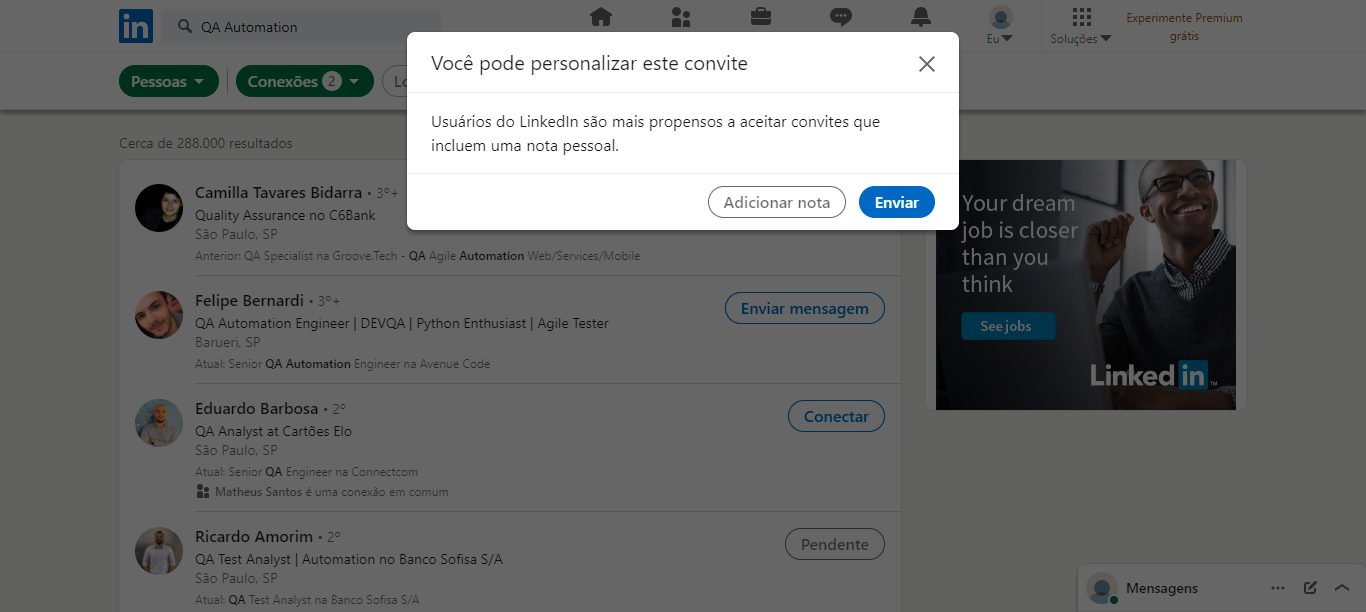 in
QA Automation
Eu
Soluções
Experimente Premium
grátis
Pessoas
Conexões 2
Lo
Você pode personalizar este convite
Usuários do LinkedIn são mais propensos a aceitar convites que
incluem uma nota pessoal.
Adicionar nota
Enviar
Cerca de 288.000 resultados
Camilla Tavares Bidarra • 3º+
Quality Assurance no C6Bank
São Paulo, SP
Anterior: QA Specialist na Groove.Tech - QA Agile Automation Web/Services/Mobile
Felipe Bernardi • 3º+
Enviar mensagem
QA Automation Engineer | DEVQA | Python Enthusiast | Agile Tester
Barueri, SP
Atual: Senior QA Automation Engineer na Avenue Code
Eduardo Barbosa • 2º
Conectar
QA Analyst at Cartões Elo
São Paulo, SP
Atual: Senior QA Engineer na Connectcom
Matheus Santos é uma conexão em comum
Ricardo Amorim • 2º
Pendente
QA Test Analyst | Automation no Banco Sofisa S/A
São Paulo, SP
Atual: QA Test Analyst na Banco Sofisa S/A
Your dream
job is closer
than you
think
See jobs
Linked in ™
Mensagens